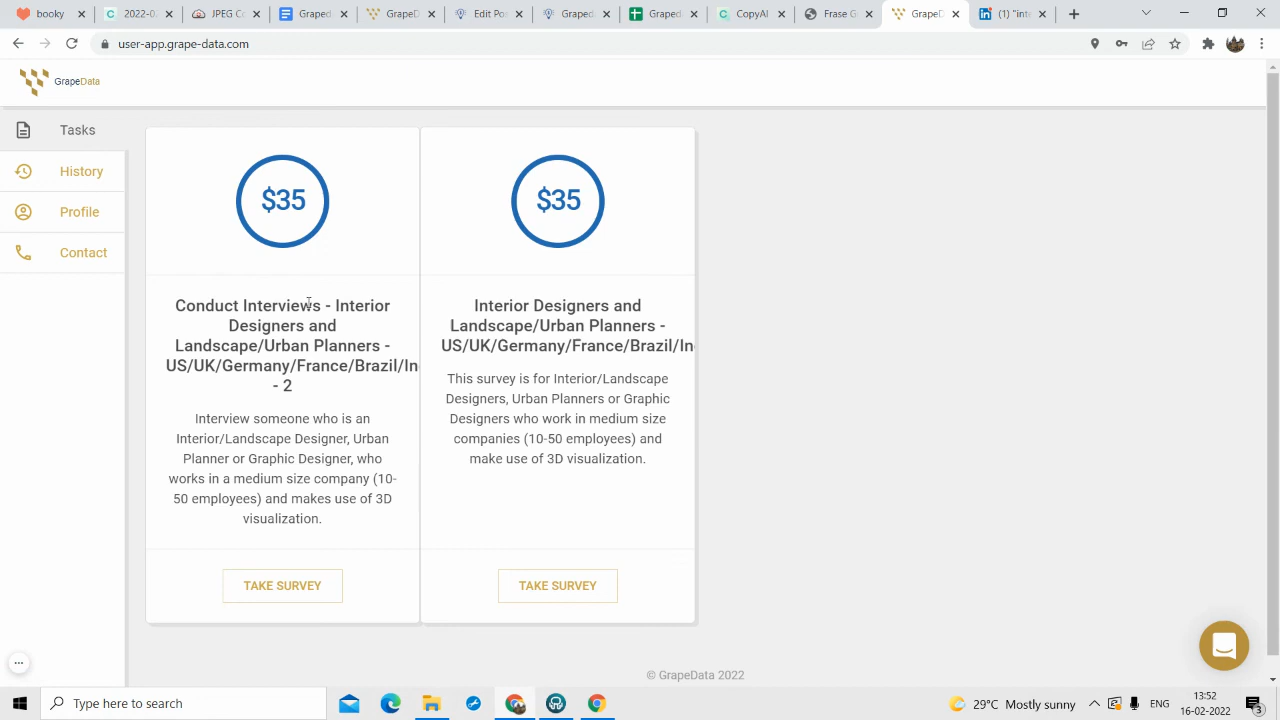 booky
JPE Con
GrapeD
Edit Po
2022-0
Graped
CopyAI
Frase G
GrapeD
(1) "inte
user-app.grape-data.com
GrapeData
Tasks
History
Profile
Contact
$35
Conduct Interviews - Interior
Designers and
Landscape/Urban Planners -
US/UK/Germany/France/Brazil/In
- 2
Interview someone who is an
Interior/Landscape Designer, Urban
Planner or Graphic Designer, who
works in a medium size company (10-
50 employees) and makes use of 3D
visualization.
TAKE SURVEY
$35
Interior Designers and
Landscape/Urban Planners -
US/UK/Germany/France/Brazil/In
This survey is for Interior/Landscape
Designers, Urban Planners or Graphic
Designers who work in medium size
companies (10-50 employees) and
make use of 3D visualization.
TAKE SURVEY
© GrapeData 2022
Type here to search
29°C Mostly sunny
ENG
13:52
16-02-2022
3